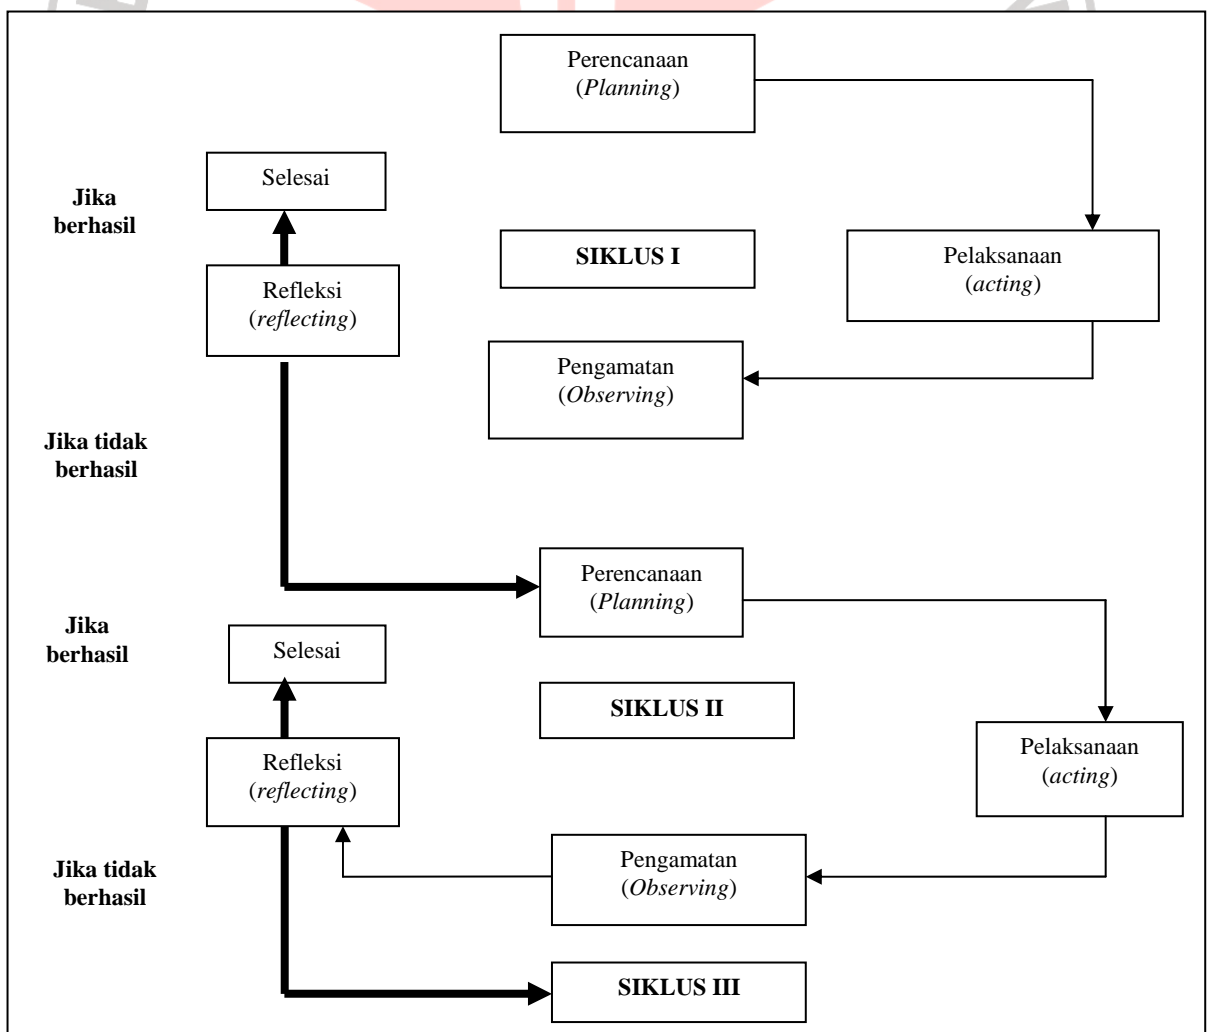 Perencanaan
(Planning)
Selesai
Jika
berhasil
SIKLUS I
Pelaksanaan
(acting)
Refleksi
(reflecting)
Pengamatan
(Observing)
Jika tidak
berhasil
Perencanaan
(Planning)
Jika
berhasil
Selesai
SIKLUS II
Pelaksanaan
(acting)
Refleksi
(reflecting)
Pengamatan
(Observing)
Jika tidak
berhasil
SIKLUS III